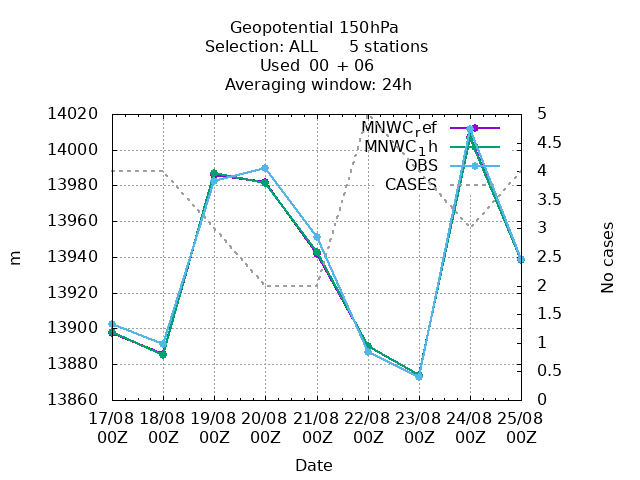 Geopotential 150hPa
Selection: ALL 5 stations
Used 00 + 06
Averaging window: 24h
14020
14000
13980
13960
13940
13920
13900
13880
13860
m
MNWC_ref
MNWC_1h
OBS
CASES
5
4.5
4
3.5
3
2.5
2
1.5
1
0.5
0
No cases
17/08 18/08 19/08 20/08 21/08 22/08 23/08 24/08 25/08
00Z 00Z 00Z 00Z 00Z 00Z 00Z 00Z 00Z
Date